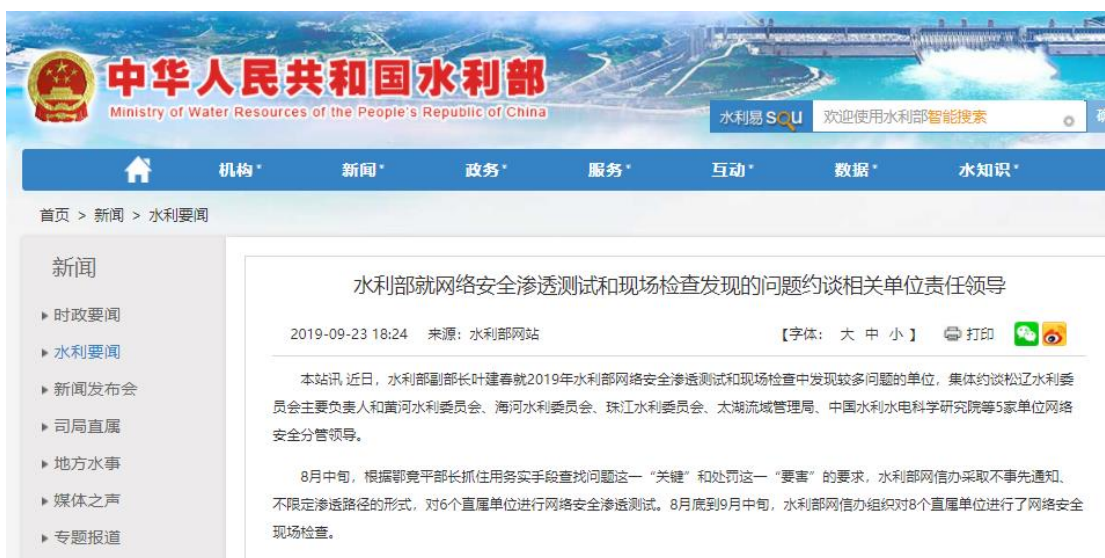 中华人民共和国水利部
Ministry of Water Resources of the People's Republic of China
水利易 SOU 欢迎使用水利部智能搜索
机构 新闻 政务 服务 互动 数据 水知识
首页 > 新闻 > 水利要闻
新闻
时政要闻
水利要闻
新闻发布会
司局直属
地方水事
媒体之声
专题报道
水利部就网络安全渗透测试和现场检查发现的问题约谈相关单位责任领导
2019-09-23 18:24 来源：水利部网站 【字体： 大 中 小 】 打印
本站讯 近日，水利部副部长叶建春就2019年水利部网络安全渗透测试和现场检查中发现较多问题的单位，集体约谈松辽水利委
员会主要负责人和黄河水利委员会、海河水利委员会、珠江水利委员会、太湖流域管理局、中国水利水电科学研究院等5家单位网络
安全分管领导。
8月中旬，根据鄂竟平部长抓住用务实手段查找问题这一“关键”和处罚这一“要害”的要求，水利部网信办采取不事先通知、
不限定渗透路径的形式，对6个直属单位进行网络安全渗透测试。8月底到9月中旬，水利部网信办组织对8个直属单位进行了网络安全
现场检查。